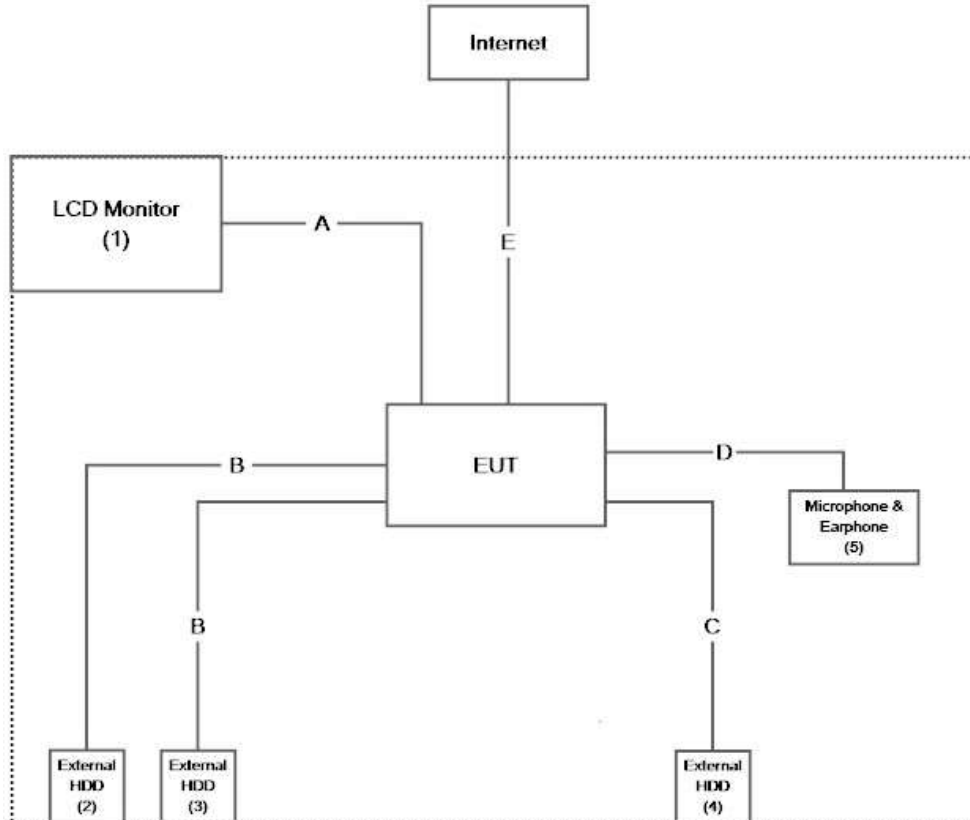 Internet
LCD Monitor
(1)
A
E
EUT
B
D
Microphone &
Earphone
(5)
B
C
External
HDD
(2)
External
HDD
(3)
External
HDD
(4)